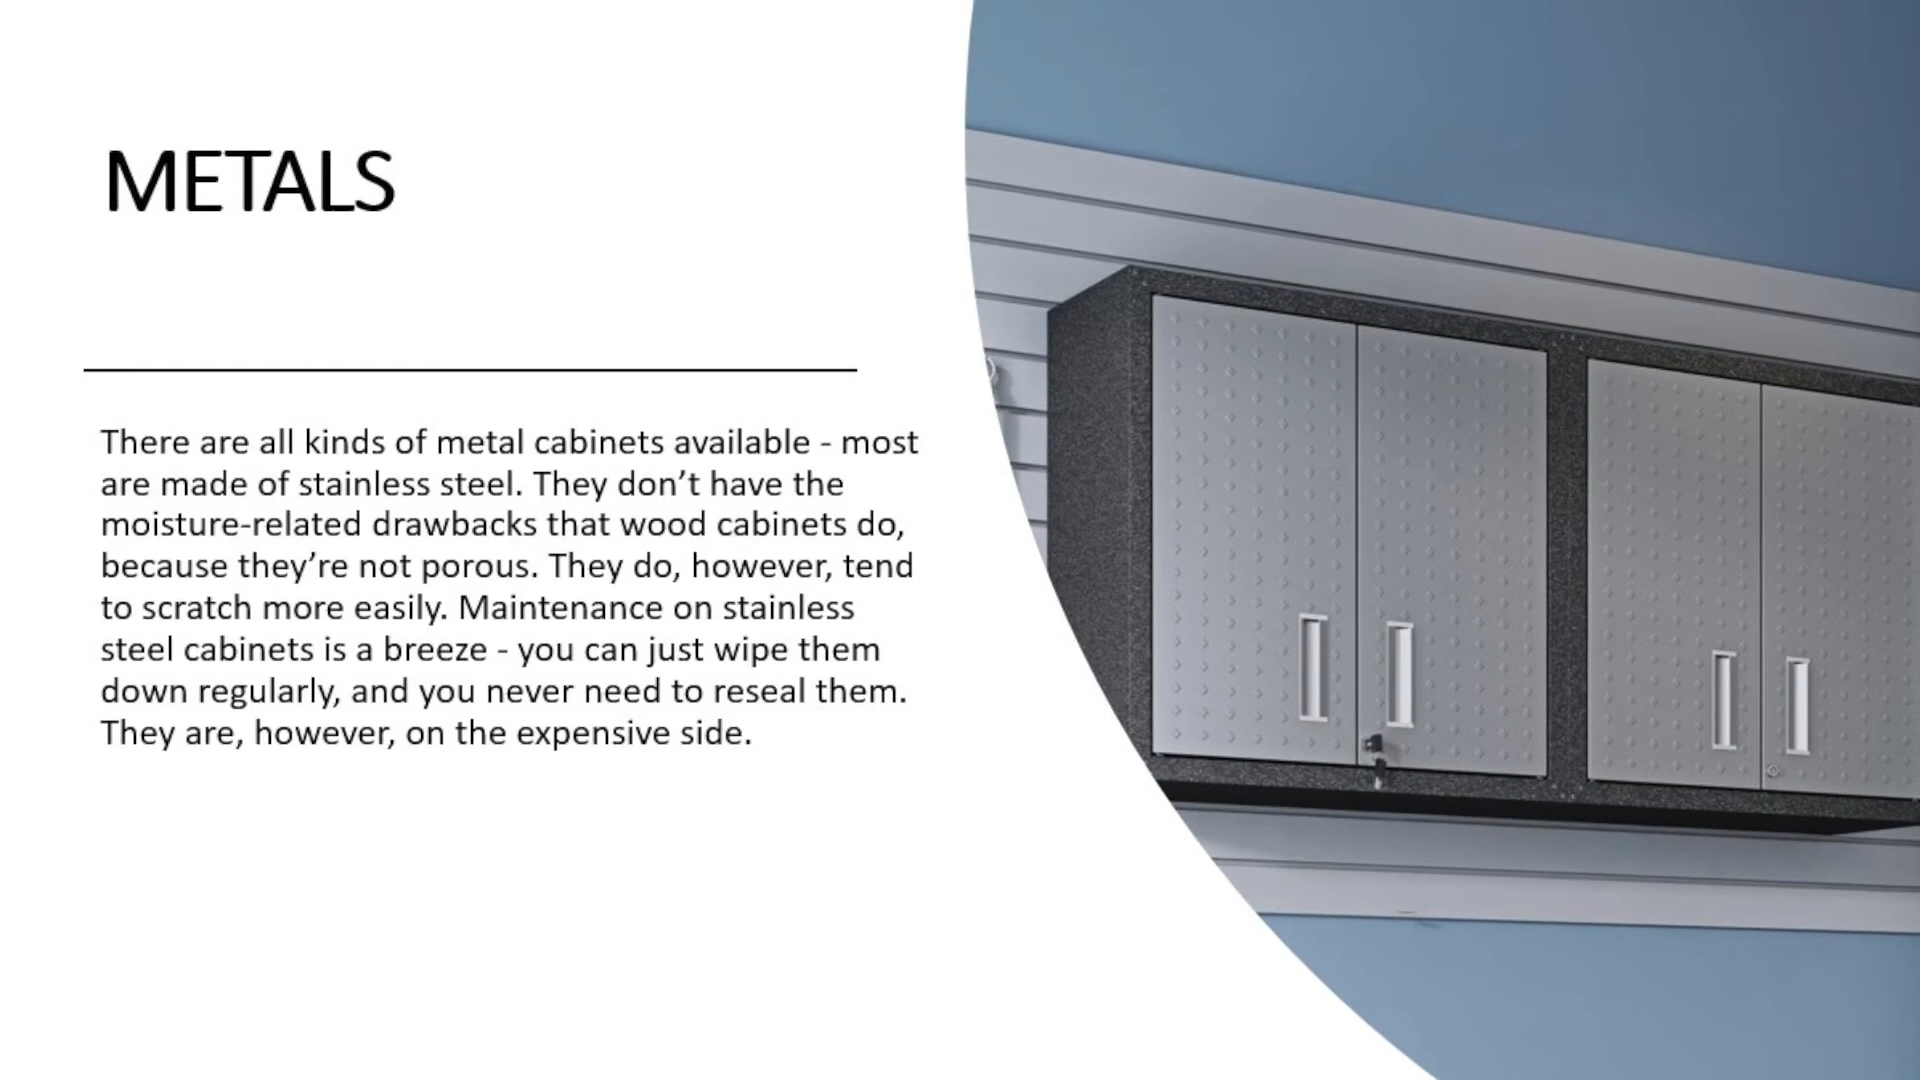 METALS
There are all kinds of metal cabinets available - most
are made of stainless steel. They don’t have the
moisture-related drawbacks that wood cabinets do,
because they’re not porous. They do, however, tend
to scratch more easily. Maintenance on stainless
steel cabinets is a breeze - you can just wipe them
down regularly, and you never need to reseal them.
They are, however, on the expensive side.